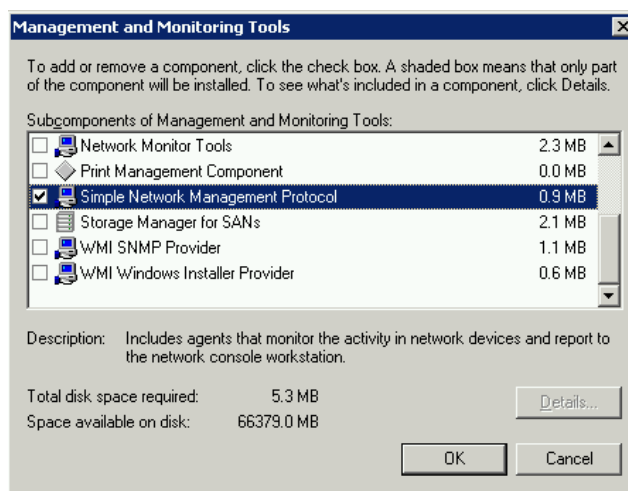 Management and Monitoring Tools
To add or remove a component, click the check box. A shaded box means that only part
of the component will be installed. To see what's included in a component, click Details.
Subcomponents of Management and Monitoring Tools:
Network Monitor Tools 2.3 MB
Print Management Component 0.0 MB
Simple Network Management Protocol 0.9 MB
Storage Manager for SANs 2.1 MB
WMI SNMP Provider 1.1 MB
WMI Windows Installer Provider 0.6 MB
Description: Includes agents that monitor the activity in network devices and report to
the network console workstation.
Total disk space required: 5.3 MB
Space available on disk: 66379.0 MB
Details...
OK Cancel